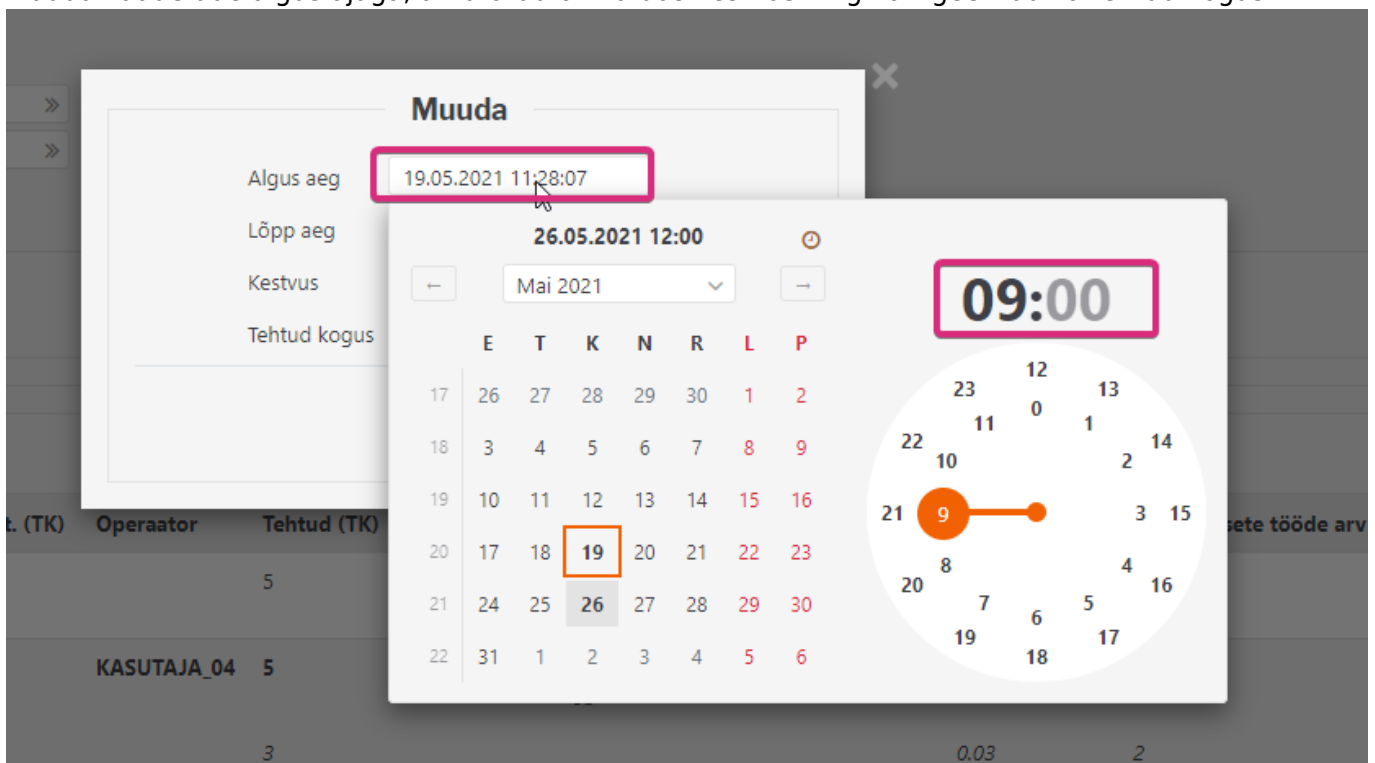 Muuda
Algus aeg 19.05.2021 11:28:07
Lõpp aeg
Kestvus
Tehtud kogus
26.05.2021 12:00
← Mai 2021 →
E T K N R L P
17 26 27 28 29 30 1 2
18 3 4 5 6 7 8 9
19 10 11 12 13 14 15 16
20 17 18 19 20 21 22 23
21 24 25 26 27 28 29 30
22 31 1 2 3 4 5 6
09:00
12
23 13
0
11 1
22 14
10 2
21 9 3 15
8 4
20 16
7 5
6
19 17
18
(TK) Operaator Tehtud (TK) tööde arv
5
KASUTAJA_04 5
3 0.03 2